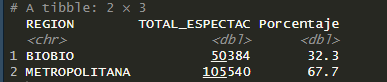 # A tibble: 2 × 3
REGION TOTAL_ESPECTAC Porcentaje
<chr> <dbl> <dbl>
1 BIOBIO 50384 32.3
2 METROPOLITANA 105540 67.7